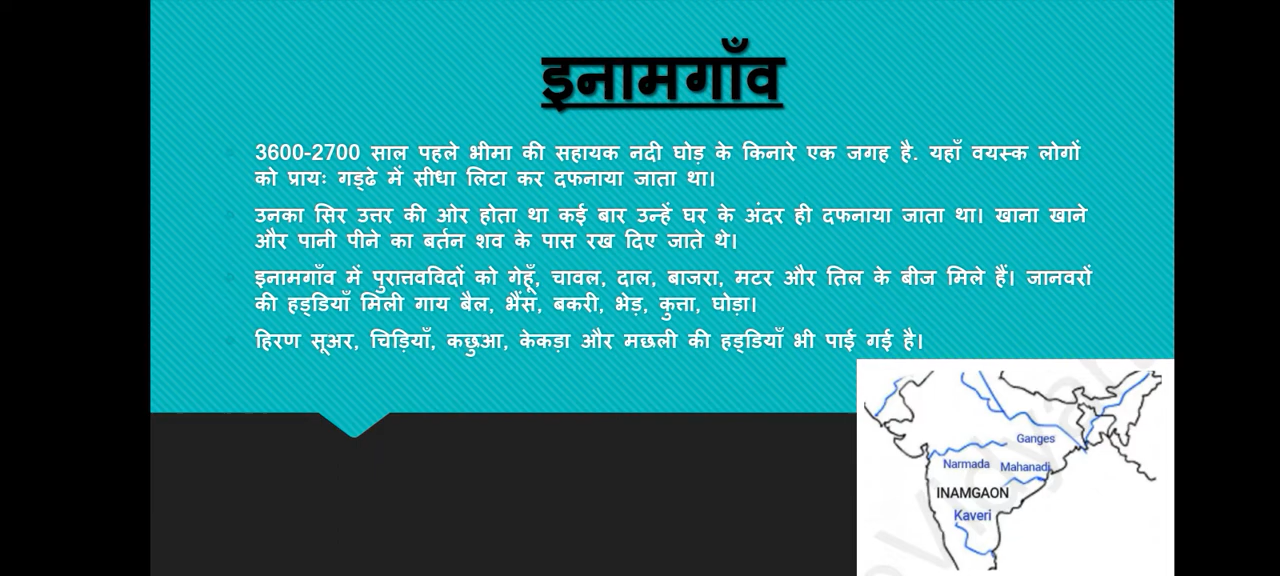 इनामगाँव
3600-2700 साल पहले भीमा की सहायक नदी घोड़ के किनारे एक जगह है. यहाँ वयस्क लोगों
को प्रायः गड्ढे में सीधा लिटा कर दफनाया जाता था।
उनका सिर उत्तर की ओर होता था कई बार उन्हें घर के अंदर ही दफनाया जाता था। खाना खाने
और पानी पीने का बर्तन शव के पास रख दिए जाते थे।
इनामगाँव में पुरातत्वविदों को गेहूँ, चावल, दाल, बाजरा, मटर और तिल के बीज मिले हैं। जानवरों
की हड्डियाँ मिली गाय बैल, भैंस, बकरी, भेड़, कुत्ता, घोड़ा।
हिरण सूअर, चिड़ियाँ, कछुआ, केकड़ा और मछली की हड्डियाँ भी पाई गई है।
Ganges
Narmada Mahanadi
INAMGAON
Kaveri